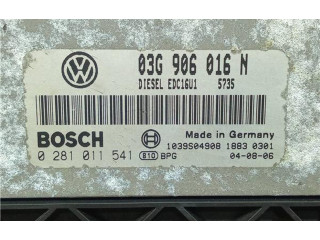 03G 906 016 N
DIESEL EDC16U1 5735
BOSCH
Made in Germany
0 281 011 541
810 BPG
1039S04908 1883 0301
04-08-06